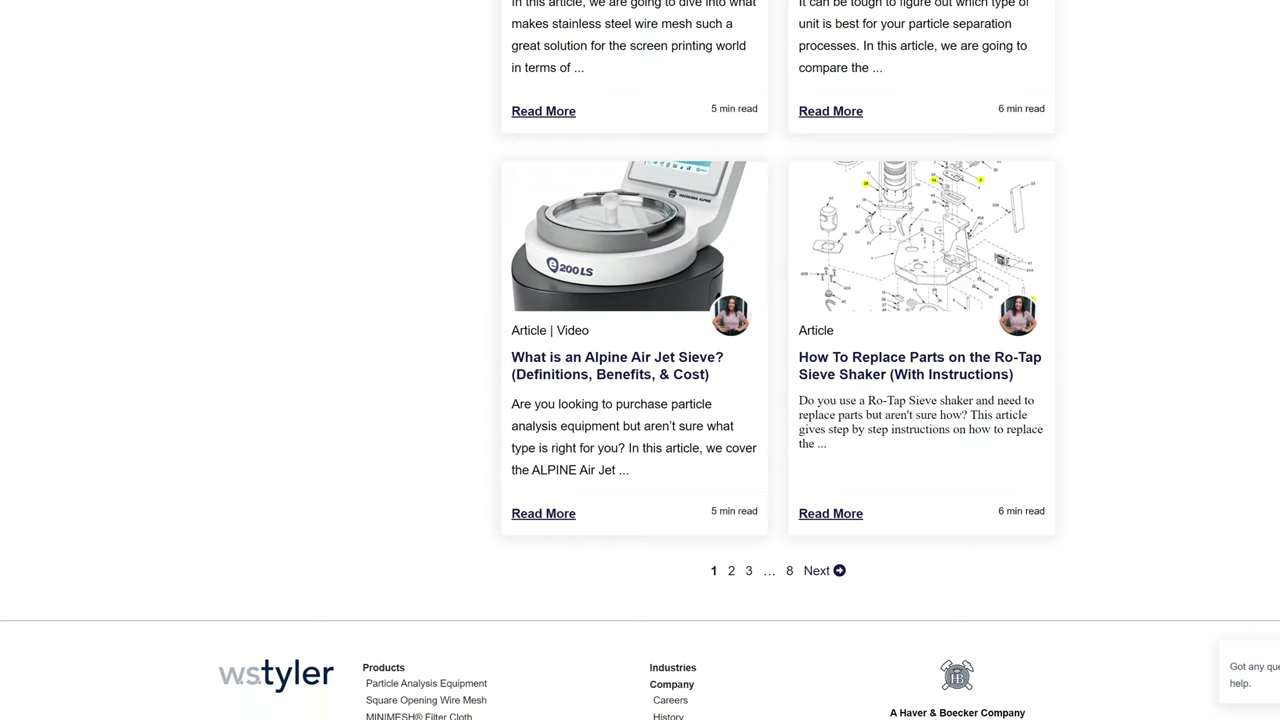 In this article, we are going to dive into what
makes stainless steel wire mesh such a
great solution for the screen printing world
in terms of ...
Read More
5 min read
It can be tough to figure out which type of
unit is best for your particle separation
processes. In this article, we are going to
compare the ...
Read More
6 min read
e200LS
Article | Video
What is an Alpine Air Jet Sieve?
(Definitions, Benefits, & Cost)
Are you looking to purchase particle
analysis equipment but aren't sure what
type is right for you? In this article, we cover
the ALPINE Air Jet ...
Read More
5 min read
Article
How To Replace Parts on the Ro-Tap
Sieve Shaker (With Instructions)
Do you use a Ro-Tap Sieve shaker and need to
replace parts but aren't sure how? This article
gives step by step instructions on how to replace
the ...
Read More
6 min read
1 2 3 ... 8 Next
w.s.tyler
Products
Particle Analysis Equipment
Square Opening Wire Mesh
MINIMESH® Filter Cloth
Industries
Company
Careers
History
HB
A Haver & Boecker Company
Got any que
help.